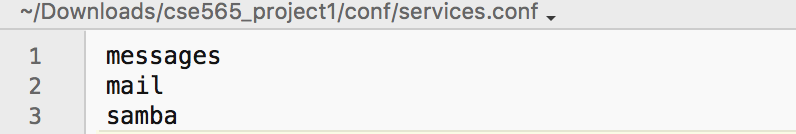 ~/Downloads/cse565_project1/conf/services.conf
1 messages
2 mail
3 samba